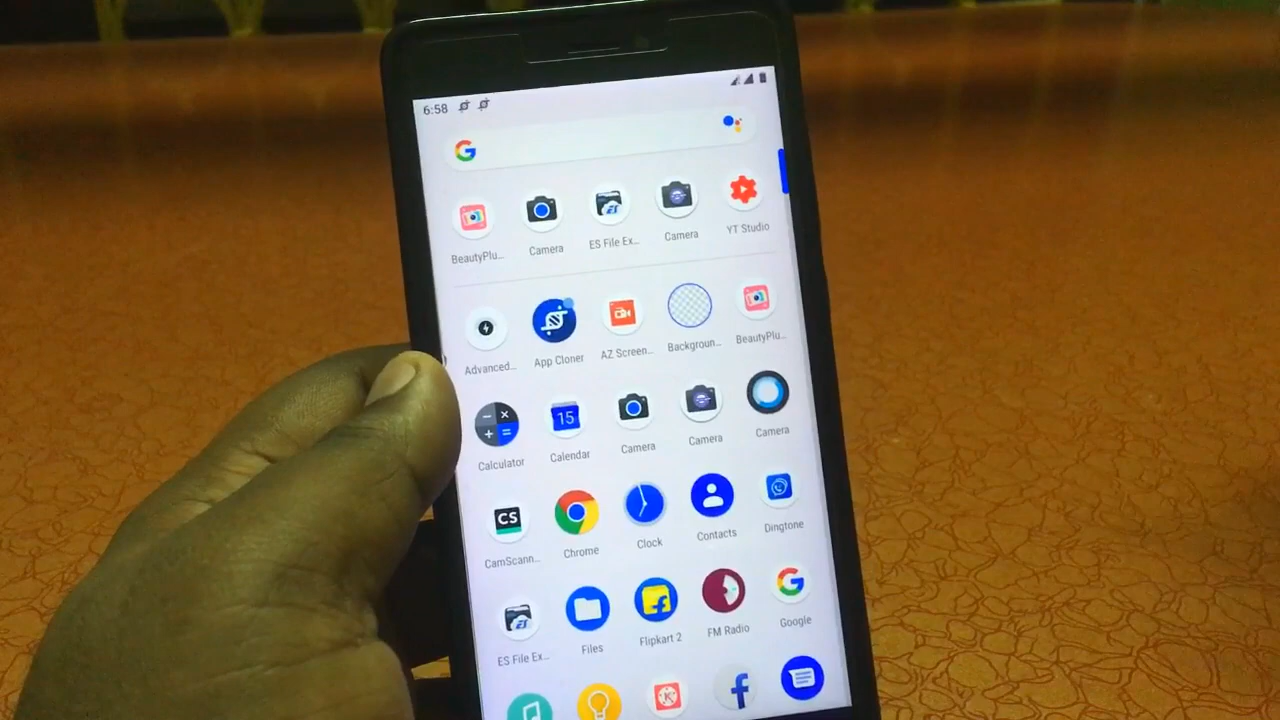 6:58
G
BeautyPlu... Camera ES File Ex... Camera YT Studio
Advanced... App Cloner AZ Screen... Backgroun... BeautyPlu...
15
Calculator Calendar Camera Camera Camera
CS
CamScann... Chrome Clock Contacts Dingtone
ES File Ex... Files Flipkart 2 FM Radio Google